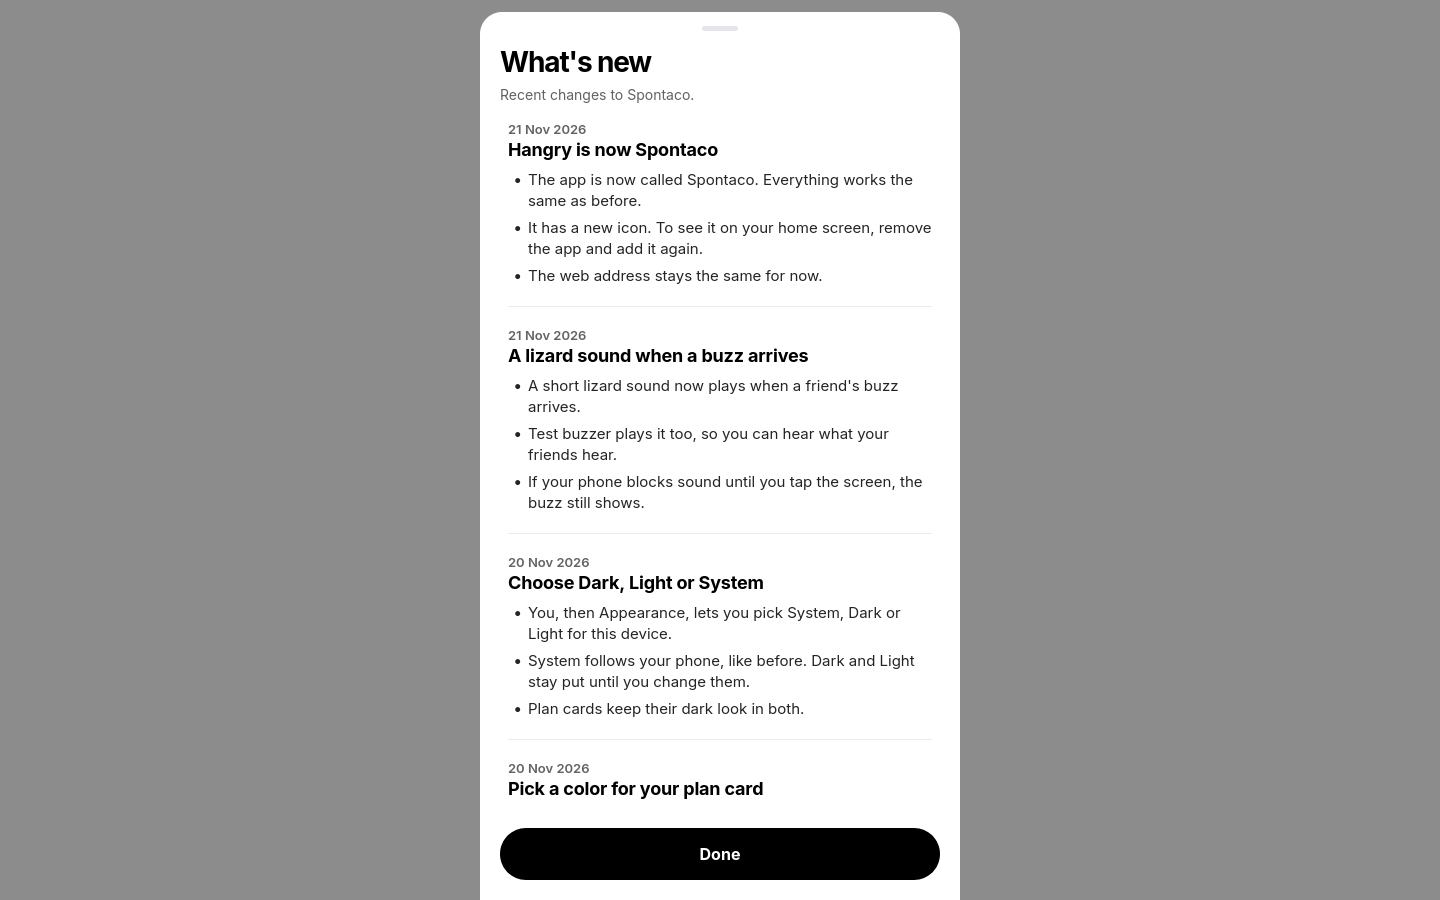 What's new
Recent changes to Spontaco.
21 Nov 2026
Hangry is now Spontaco
• The app is now called Spontaco. Everything works the
same as before.
• It has a new icon. To see it on your home screen, remove
the app and add it again.
• The web address stays the same for now.
21 Nov 2026
A lizard sound when a buzz arrives
• A short lizard sound now plays when a friend's buzz
arrives.
• Test buzzer plays it too, so you can hear what your
friends hear.
• If your phone blocks sound until you tap the screen, the
buzz still shows.
20 Nov 2026
Choose Dark, Light or System
• You, then Appearance, lets you pick System, Dark or
Light for this device.
• System follows your phone, like before. Dark and Light
stay put until you change them.
• Plan cards keep their dark look in both.
20 Nov 2026
Pick a color for your plan card
Done